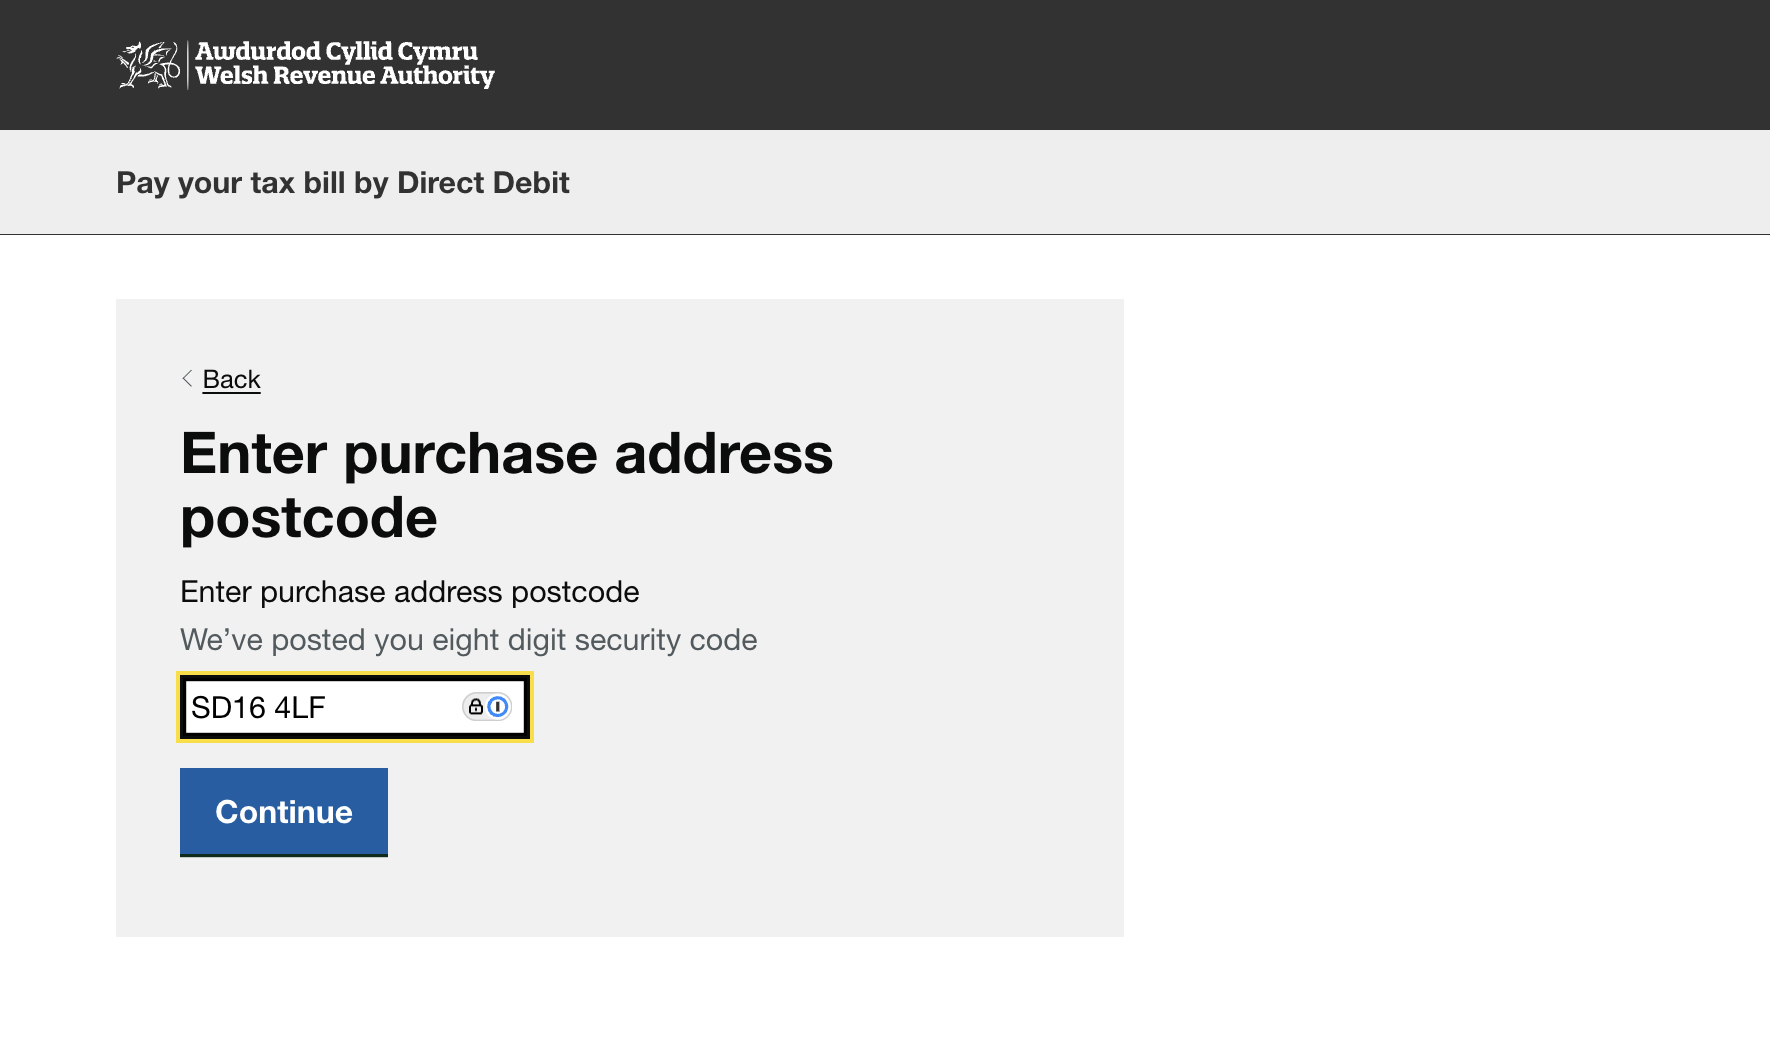 Awdurdod Cyllid Cymru
Welsh Revenue Authority
Pay your tax bill by Direct Debit
Back
Enter purchase address
postcode
Enter purchase address postcode
We’ve posted you eight digit security code
SD16 4LF
Continue